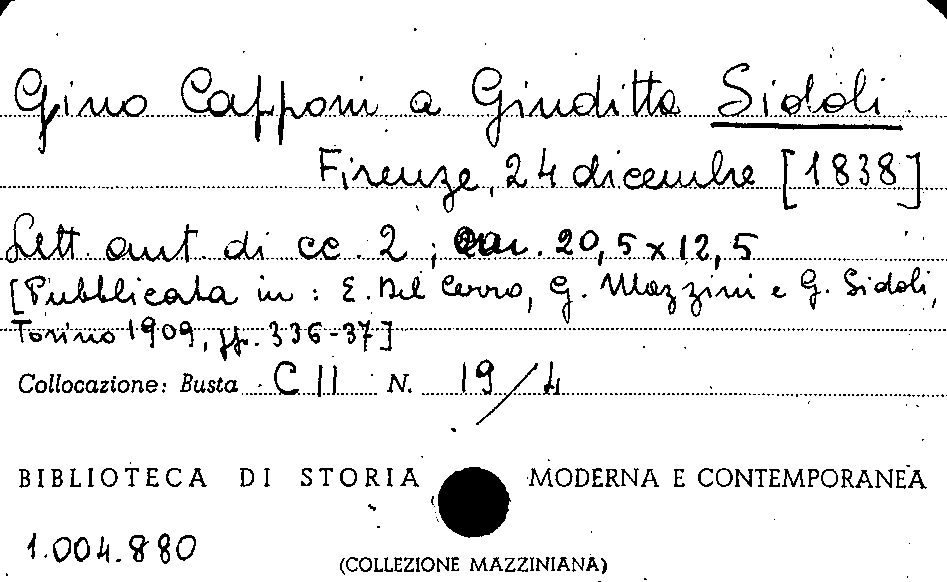 Gino Capponi a Giuditta Sidoli
Firenze, 24 dicembre [1838]
Lett. aut. di cc. 2; 20,5 x 12,5
[Pubblicata in: E. Del Cerro, G. Mazzini e G. Sidoli,
Torino 1909, pp. 336-37]
Collocazione: Busta C II N. 19/4
BIBLIOTECA DI STORIA MODERNA E CONTEMPORANEA
1.004.880
(COLLEZIONE MAZZINIANA)